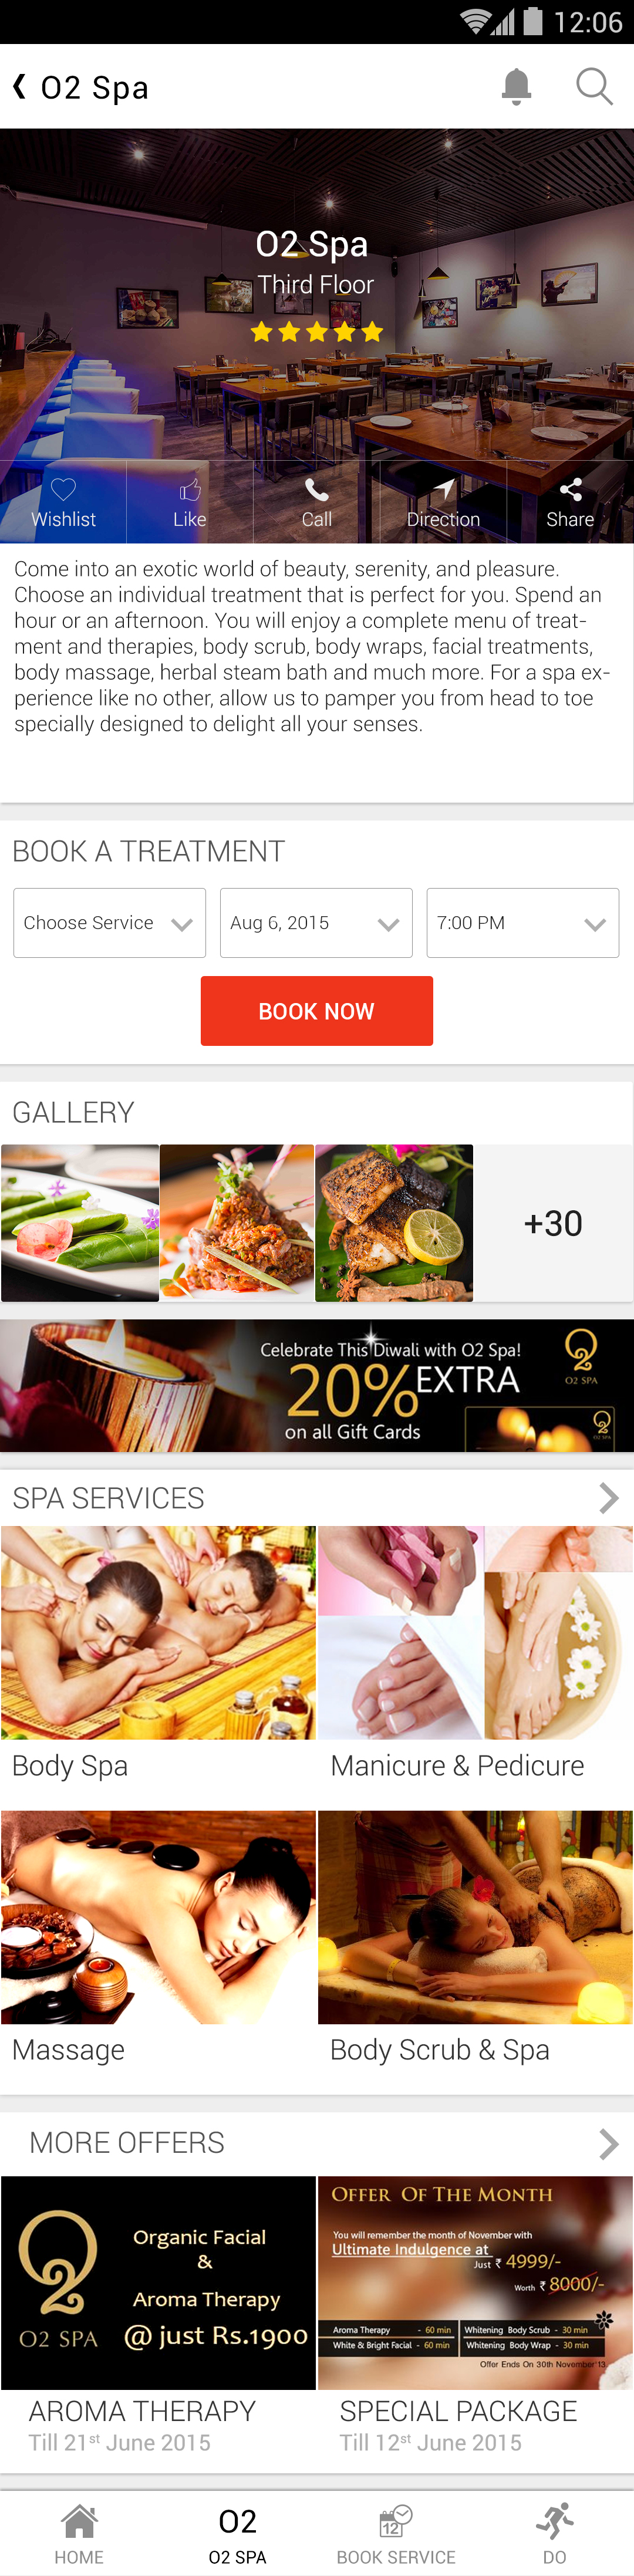 12:06
O2 Spa
O2 Spa
Third Floor
Wishlist
Like
Call
Direction
Share
Come into an exotic world of beauty, serenity, and pleasure.
Choose an individual treatment that is perfect for you. Spend an
hour or an afternoon. You will enjoy a complete menu of treat-
ment and therapies, body scrub, body wraps, facial treatments,
body massage, herbal steam bath and much more. For a spa ex-
perience like no other, allow us to pamper you from head to toe
specially designed to delight all your senses.
BOOK A TREATMENT
Choose Service
Aug 6, 2015
7:00 PM
BOOK NOW
GALLERY
+30
Celebrate This Diwali with O2 Spa!
20% EXTRA
on all Gift Cards
O2 SPA
O2 SPA
SPA SERVICES
Body Spa
Manicure & Pedicure
Massage
Body Scrub & Spa
MORE OFFERS
O2
O2 SPA
Organic Facial
&
Aroma Therapy
@ just Rs.1900
OFFER OF THE MONTH
You will remember the month of November with
Ultimate Indulgence at
Just ₹ 4999/-
Worth ₹ 8000/-
Aroma Therapy - 60 min
Whitening Body Scrub - 30 min
White & Bright Facial - 60 min
Whitening Body Wrap - 30 min
Offer Ends On 30th November'13
AROMA THERAPY
Till 21st June 2015
SPECIAL PACKAGE
Till 12st June 2015
HOME
O2
O2 SPA
12
BOOK SERVICE
DO